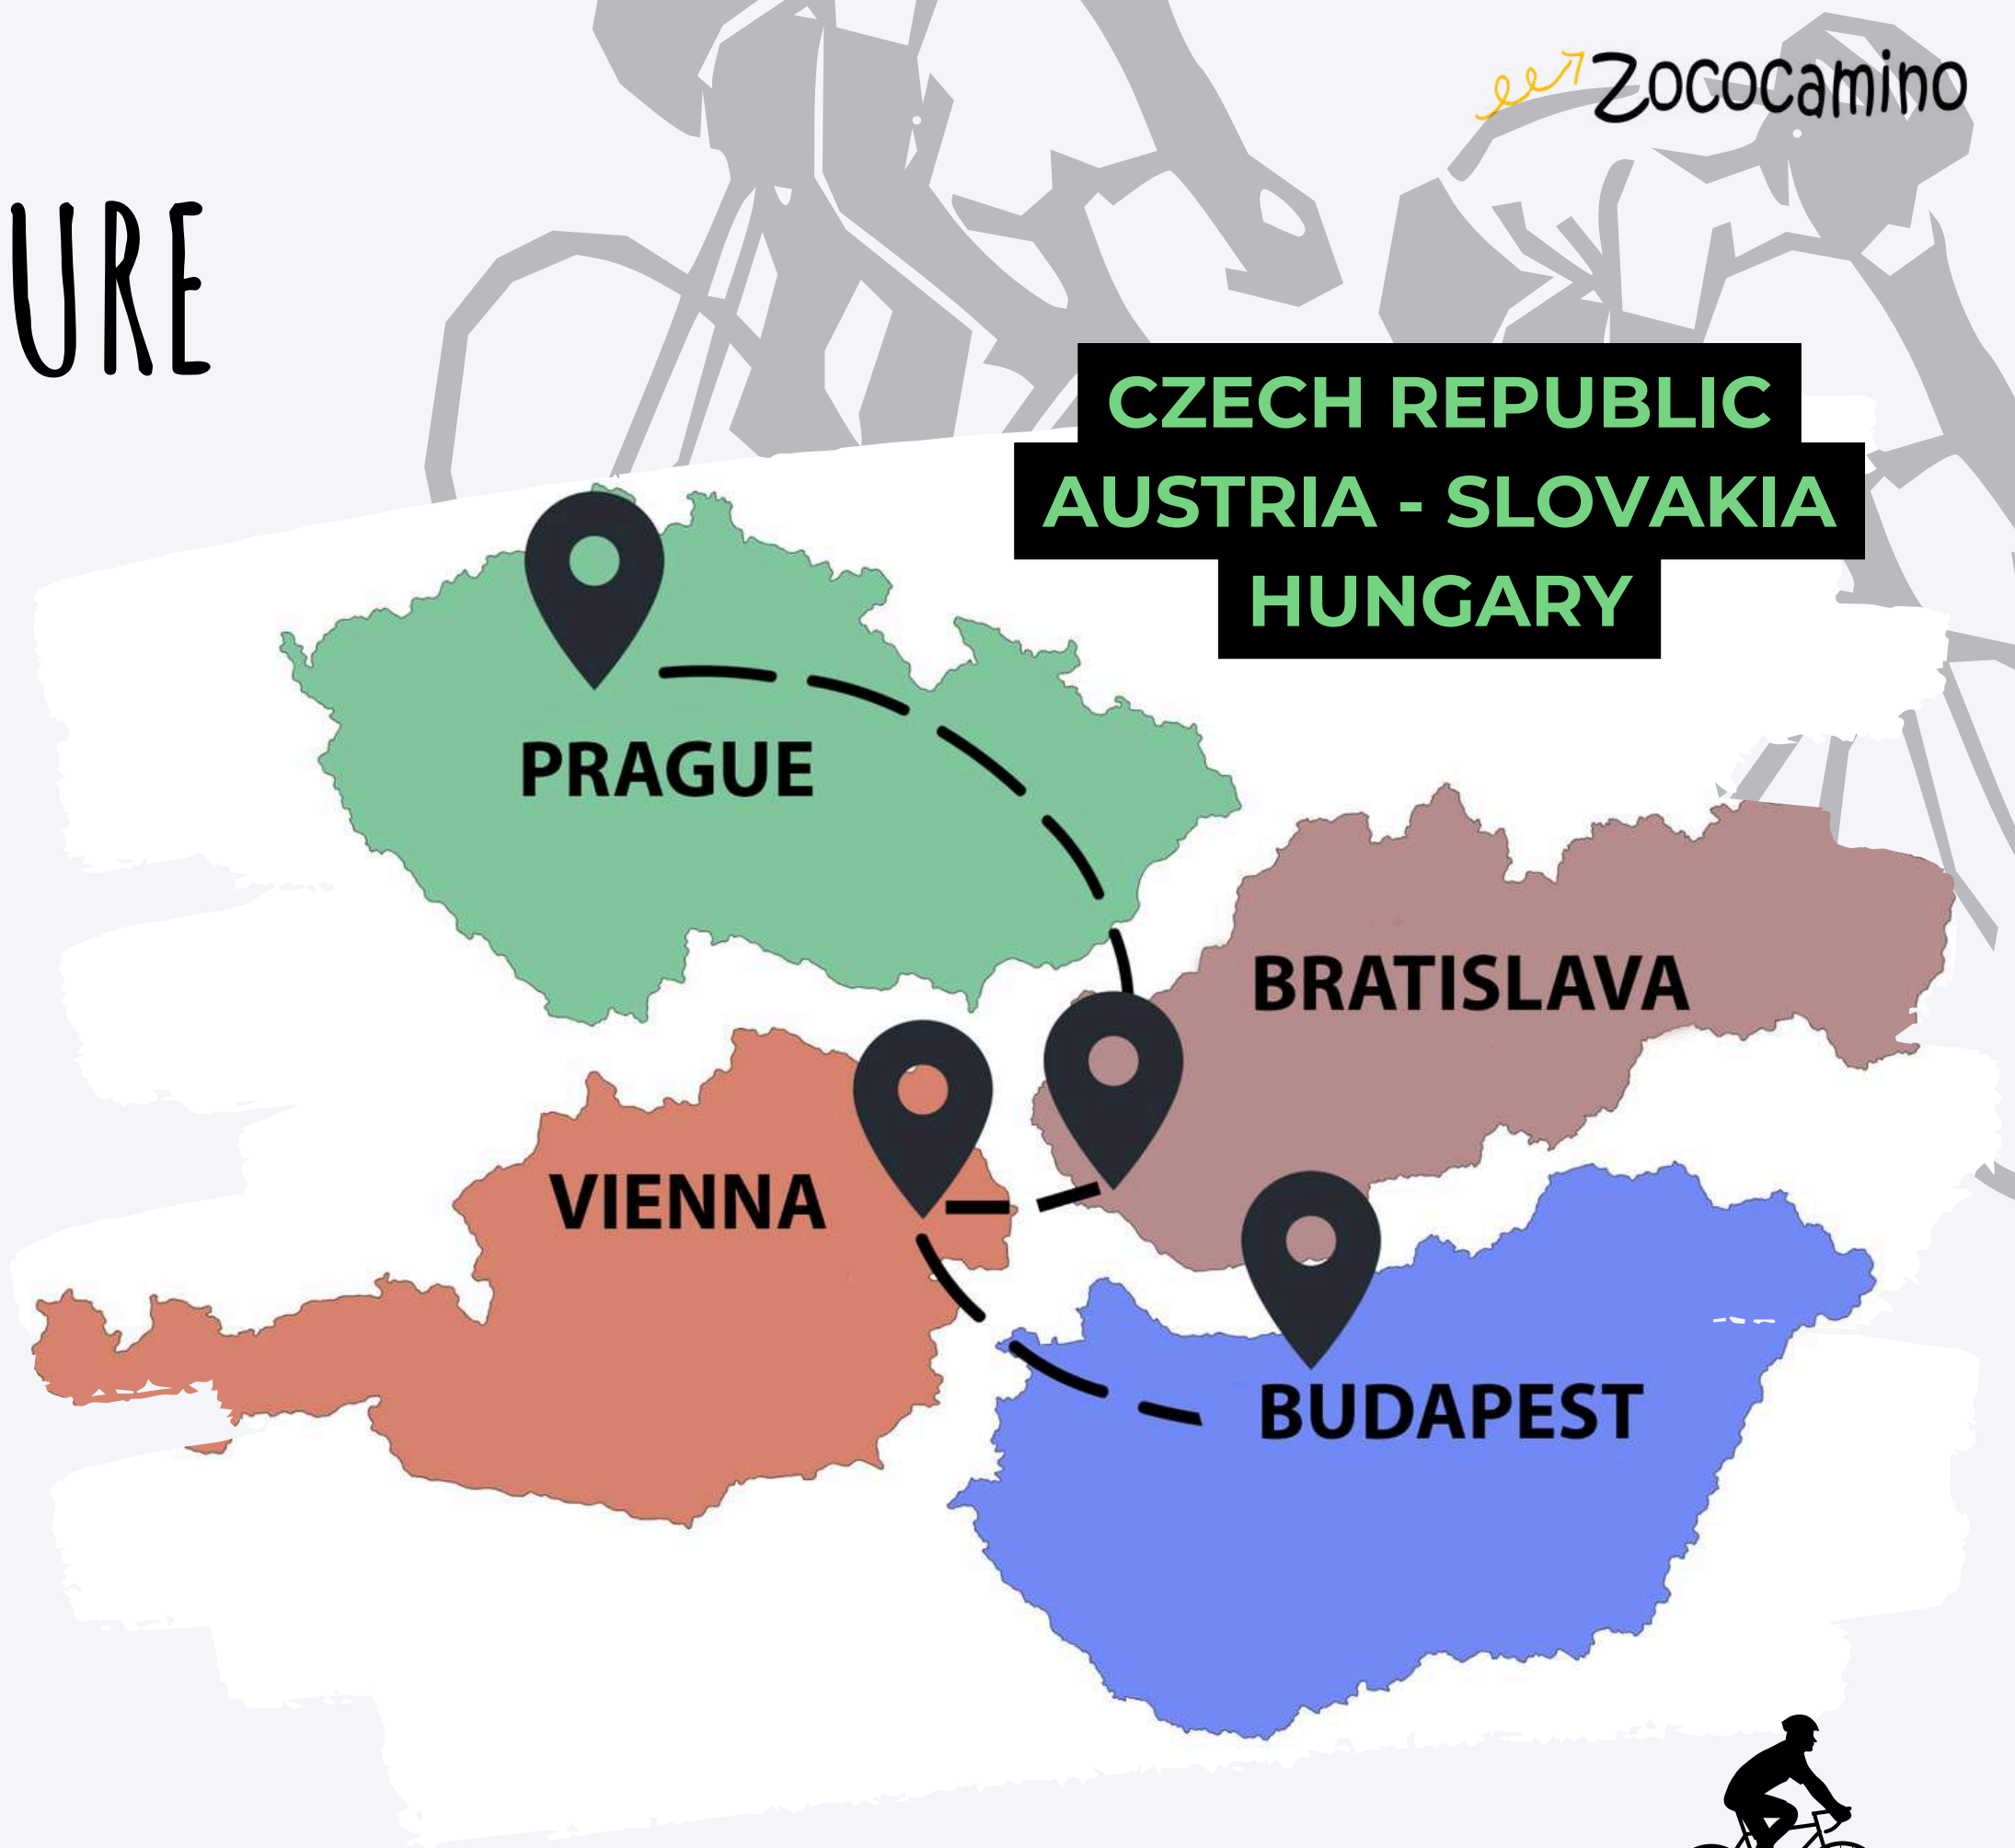 zococamino
URE
CZECH REPUBLIC
AUSTRIA - SLOVAKIA
HUNGARY
PRAGUE
BRATISLAVA
VIENNA
BUDAPEST